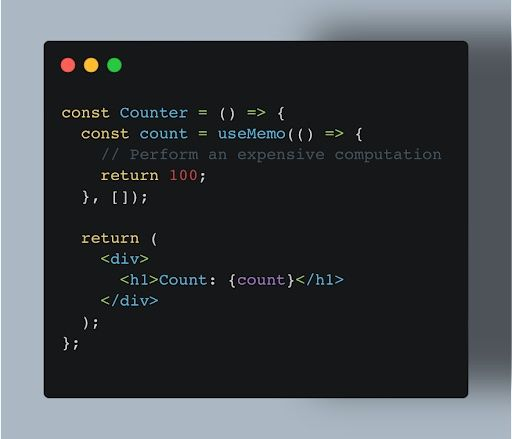 const Counter = () => {
  const count = useMemo(() => {
    // Perform an expensive computation
    return 100;
  }, []);

  return (
    <div>
      <h1>Count: {count}</h1>
    </div>
  );
};